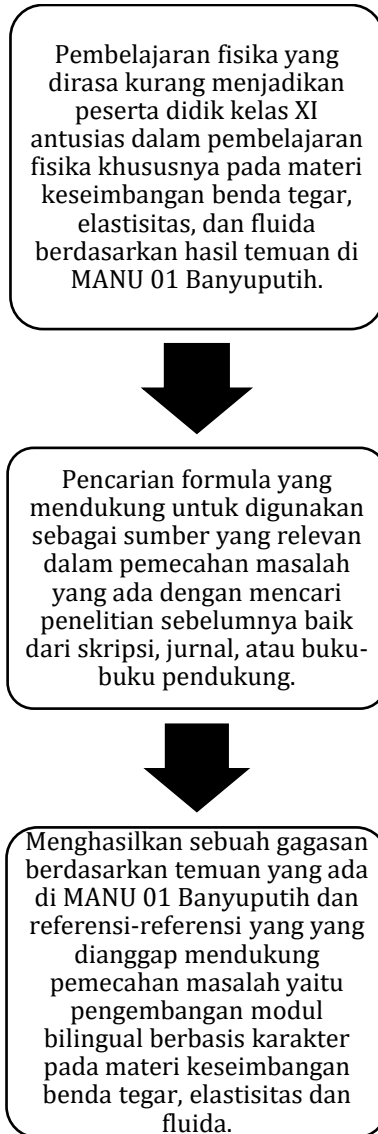 Pembelajaran fisika yang
dirasa kurang menjadikan
peserta didik kelas XI
antusias dalam pembelajaran
fisika khususnya pada materi
keseimbangan benda tegar,
elastisitas, dan fluida
berdasarkan hasil temuan di
MANU 01 Banyuputih.
Pencarian formula yang
mendukung untuk digunakan
sebagai sumber yang relevan
dalam pemecahan masalah
yang ada dengan mencari
penelitian sebelumnya baik
dari skripsi, jurnal, atau buku-
buku pendukung.
Menghasilkan sebuah gagasan
berdasarkan temuan yang ada
di MANU 01 Banyuputih dan
referensi-referensi yang yang
dianggap mendukung
pemecahan masalah yaitu
pengembangan modul
bilingual berbasis karakter
pada materi keseimbangan
benda tegar, elastisitas dan
fluida.